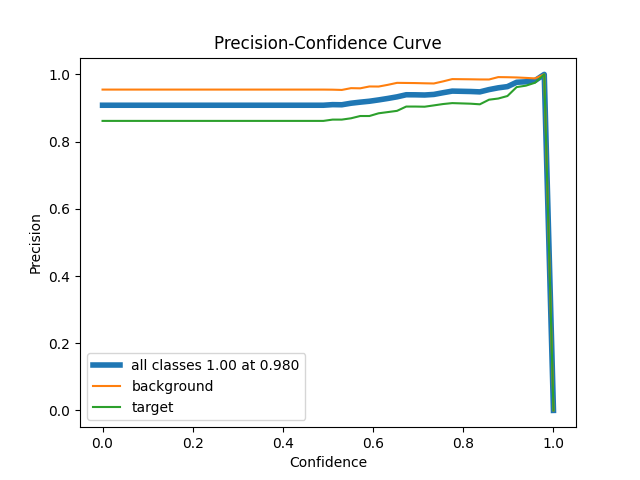 Precision-Confidence Curve
1.0
0.8
0.6
0.4
0.2
0.0
Precision
all classes 1.00 at 0.980
background
target
0.0 0.2 0.4 0.6 0.8 1.0
Confidence